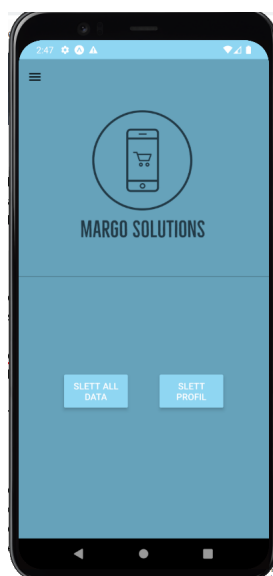 2:47
MARGO SOLUTIONS
SLETT ALL
DATA
SLETT
PROFIL